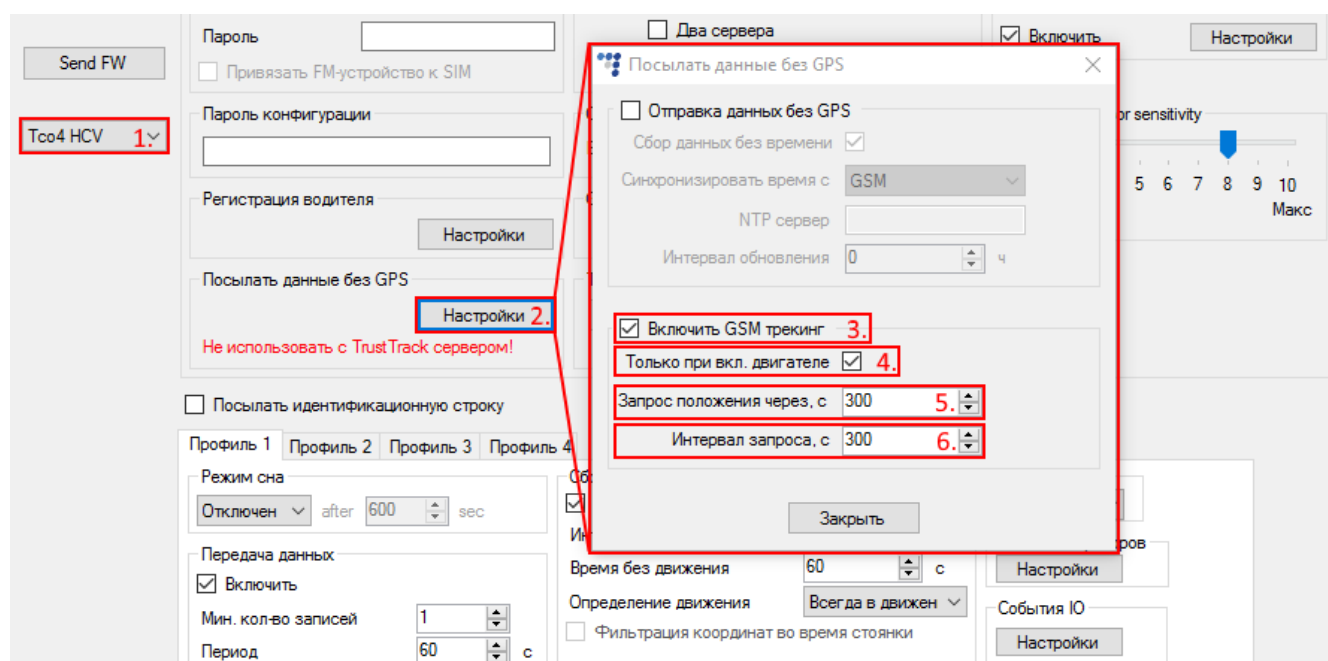 Пароль
Два сервера
Включить
Настройки
Send FW
Привязать FM-устройство к SIM
Посылать данные без GPS
Tco4 HCV
1.
Пароль конфигурации
Отправка данных без GPS
Сбор данных без времени
Синхронизировать время с GSM
NTP сервер
Интервал обновления 0 ч
or sensitivity
5 6 7 8 9 10
Макс
Регистрация водителя
Настройки
Посылать данные без GPS
Настройки 2.
Не использовать с TrustTrack сервером!
Включить GSM трекинг 3.
Только при вкл. двигателе 4.
Запрос положения через, с 300 5.
Интервал запроса, с 300 6.
Закрыть
Посылать идентификационную строку
Профиль 1 Профиль 2 Профиль 3 Профиль 4
Режим сна
Отключен after 600 sec
Передача данных
Включить
Мин. кол-во записей 1
Период 60 с
Время без движения 60 с
Определение движения Всегда в движен
Фильтрация координат во время стоянки
ров
Настройки
События IO
Настройки